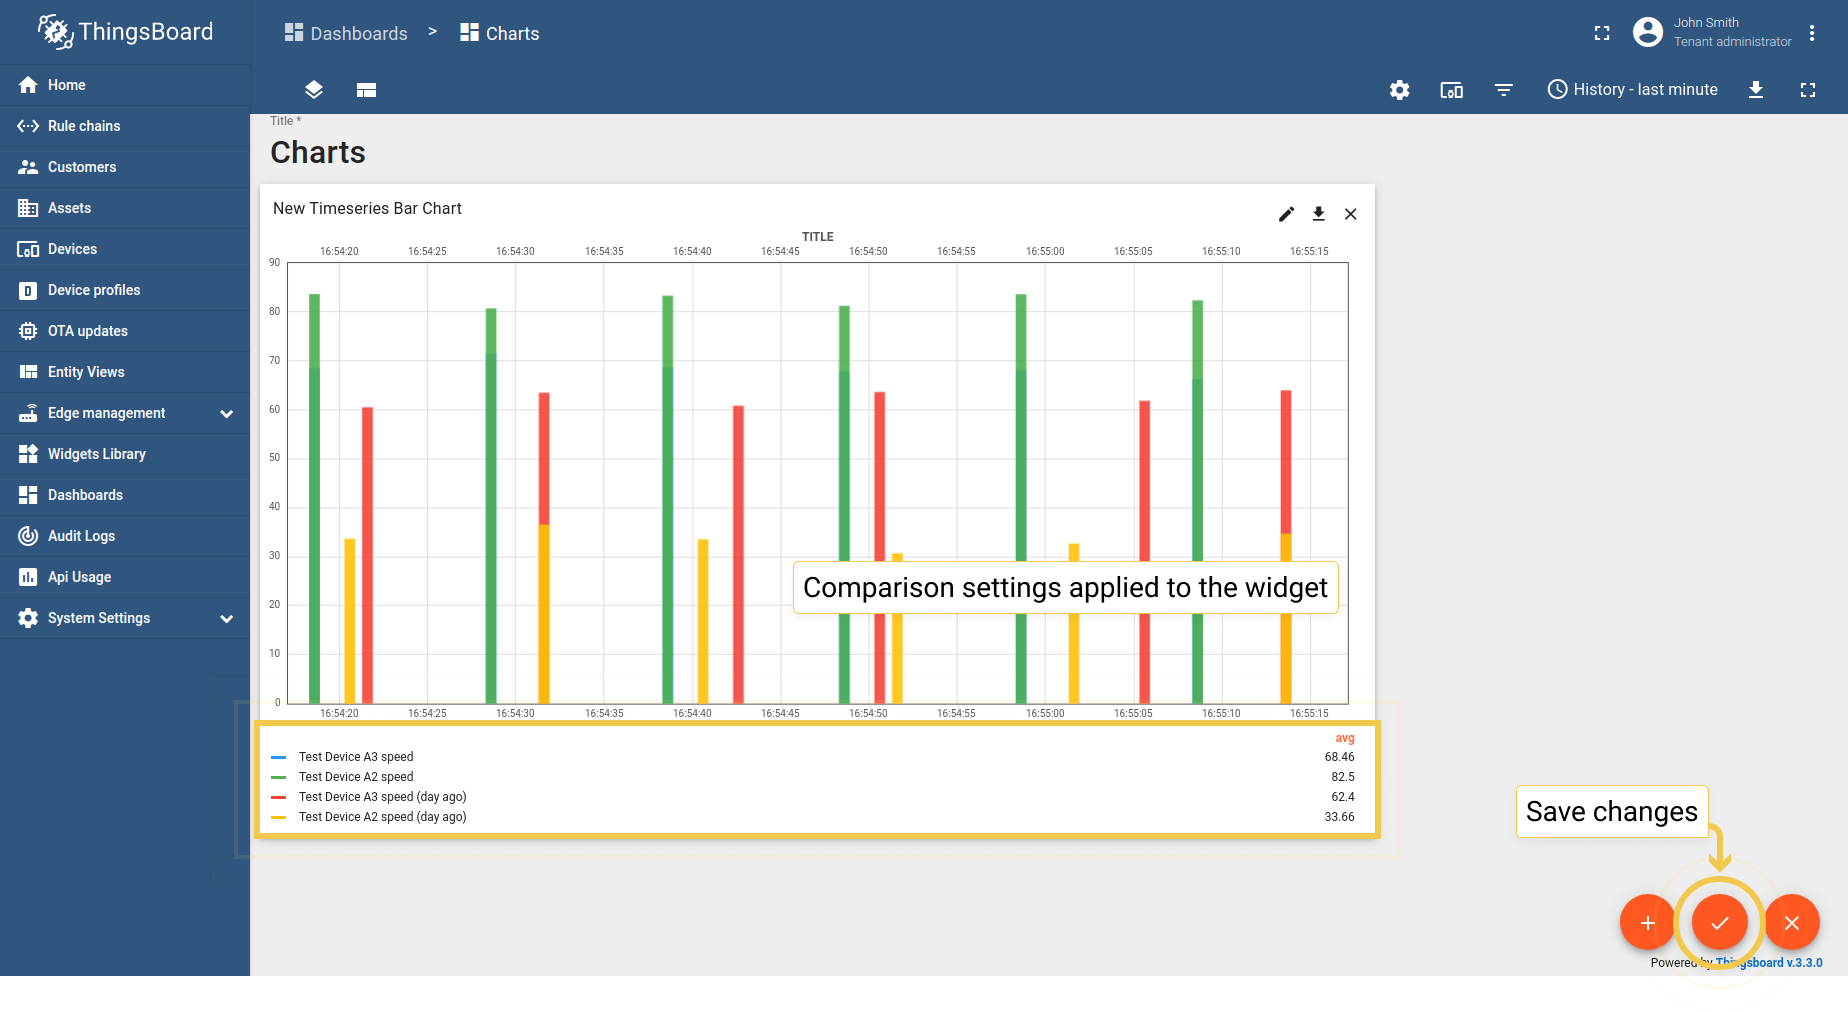 ThingsBoard
Dashboards > Charts
John Smith
Tenant administrator
Home
Rule chains
Customers
Assets
Devices
Device profiles
OTA updates
Entity Views
Edge management
Widgets Library
Dashboards
Audit Logs
Api Usage
System Settings
History - last minute
Title *
Charts
New Timeseries Bar Chart
TITLE
16:54:20 16:54:25 16:54:30 16:54:35 16:54:40 16:54:45 16:54:50 16:54:55 16:55:00 16:55:05 16:55:10 16:55:15
90
80
70
60
50
40
30
20
10
0
Comparison settings applied to the widget
16:54:20 16:54:25 16:54:30 16:54:35 16:54:40 16:54:45 16:54:50 16:54:55 16:55:00 16:55:05 16:55:10 16:55:15
avg
Test Device A3 speed 68.46
Test Device A2 speed 82.5
Test Device A3 speed (day ago) 62.4
Test Device A2 speed (day ago) 33.66
Save changes
Powered by Thingsboard v.3.3.0